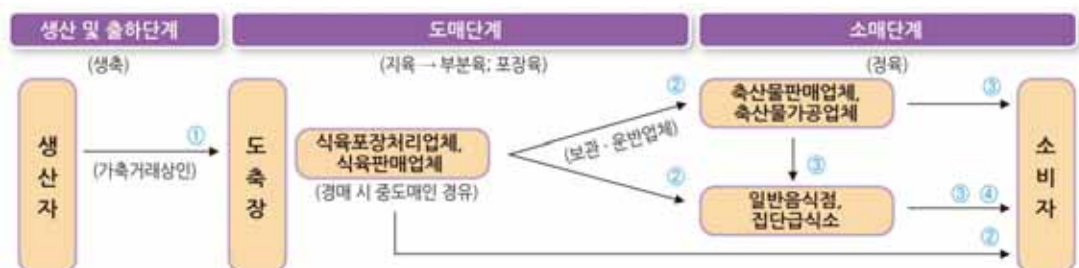 생산 및 출하단계
도매단계
소매단계
(생축)
(지육 → 부분육; 포장육)
(정육)
생산자
①
(가축거래상인)
도축장
식육포장처리업체,
식육판매업체
(경매 시 중도매인 경유)
②
(보관 · 운반업체)
②
축산물판매업체,
축산물가공업체
③
③
일반음식점,
집단급식소
③ ④
②
소비자